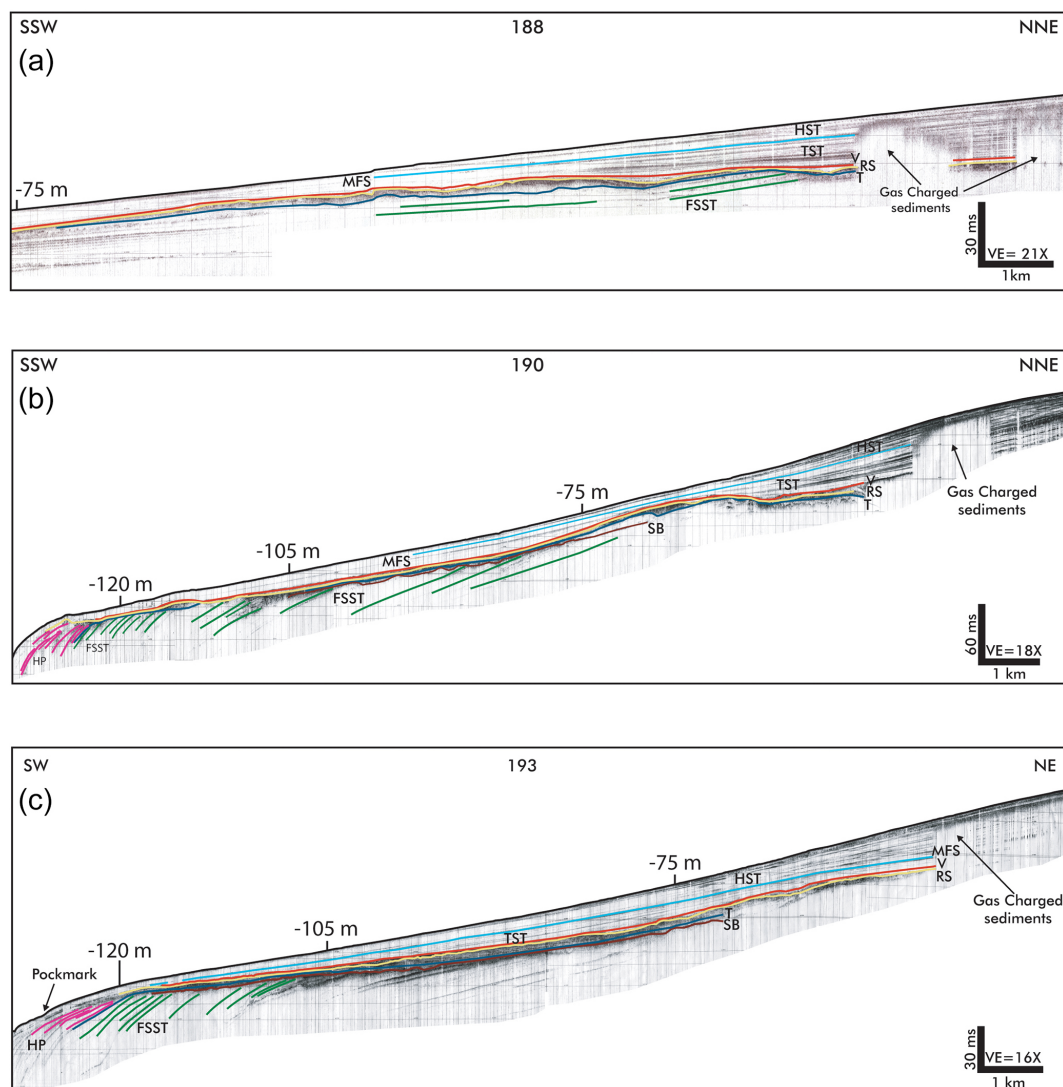 SSW 188 NNE
(a)
HST
TST
V
RS
T
MFS
-75 m
Gas Charged
sediments
FSST
30 ms
VE= 21X
1km
SSW 190 NNE
(b)
HST
TST
V
RS
T
Gas Charged
sediments
-75 m
SB
MFS
-105 m
FSST
-120 m
FSST
HP
60 ms
VE=18X
1 km
SW 193 NE
(c)
MFS
V
RS
-75 m
HST
Gas Charged
sediments
T
SB
TST
-105 m
-120 m
Pockmark
FSST
HP
30 ms
VE=16X
1 km